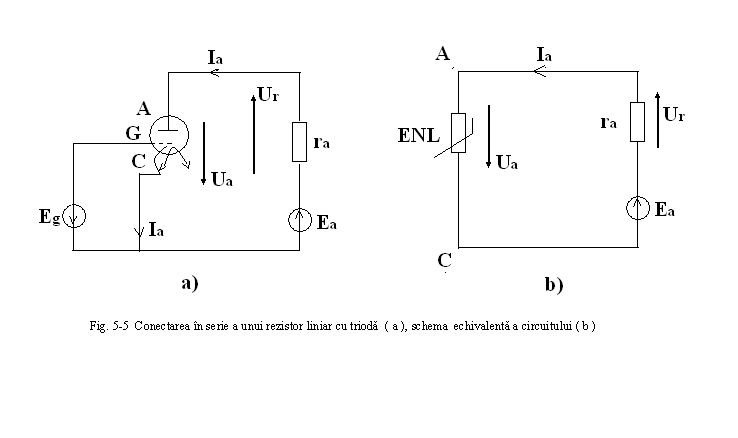 Ia
A
G
C
Ur
ra
Ua
Eg
Ia
Ea
a)
A
Ia
ENL
Ua
ra
Ur
Ea
C
b)
Fig. 5-5 Conectarea în serie a unui rezistor liniar cu triodă ( a ), schema echivalentă a circuitului ( b )